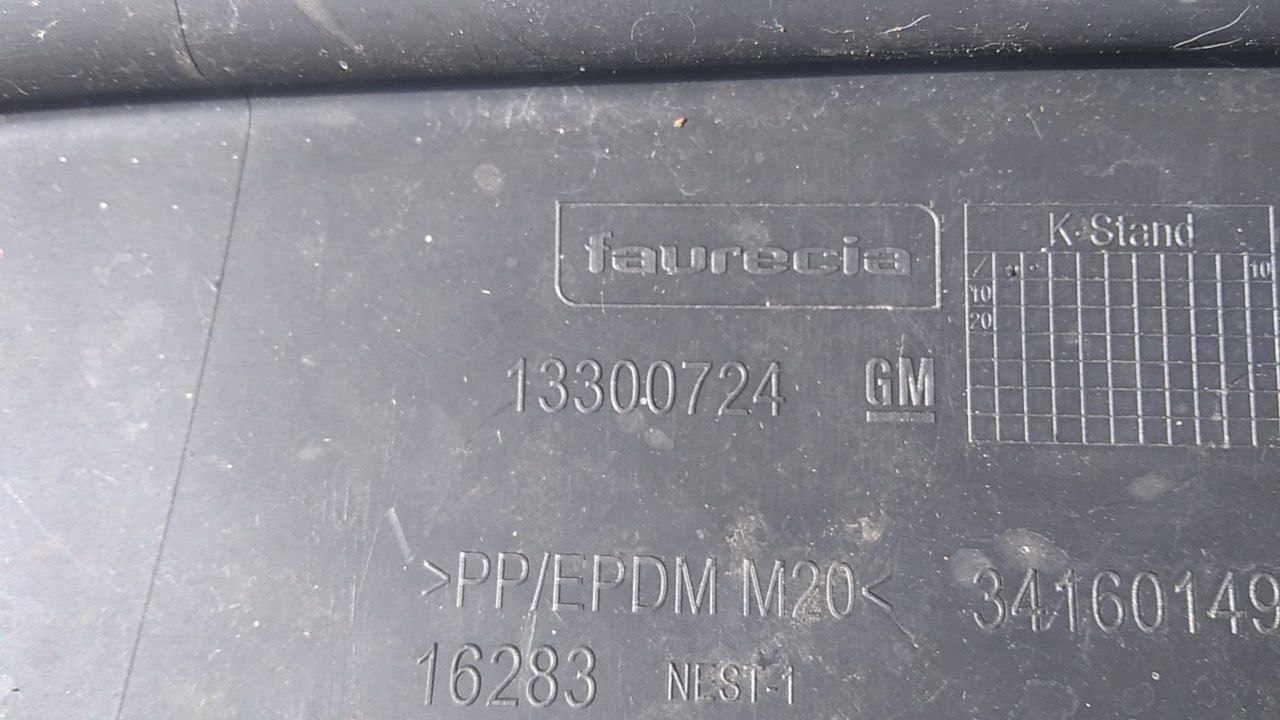 faurecia
K-Stand
/ 10
10
20
13300724 GM
>PP/EPDM M20< 34160149
16283 NEST-1